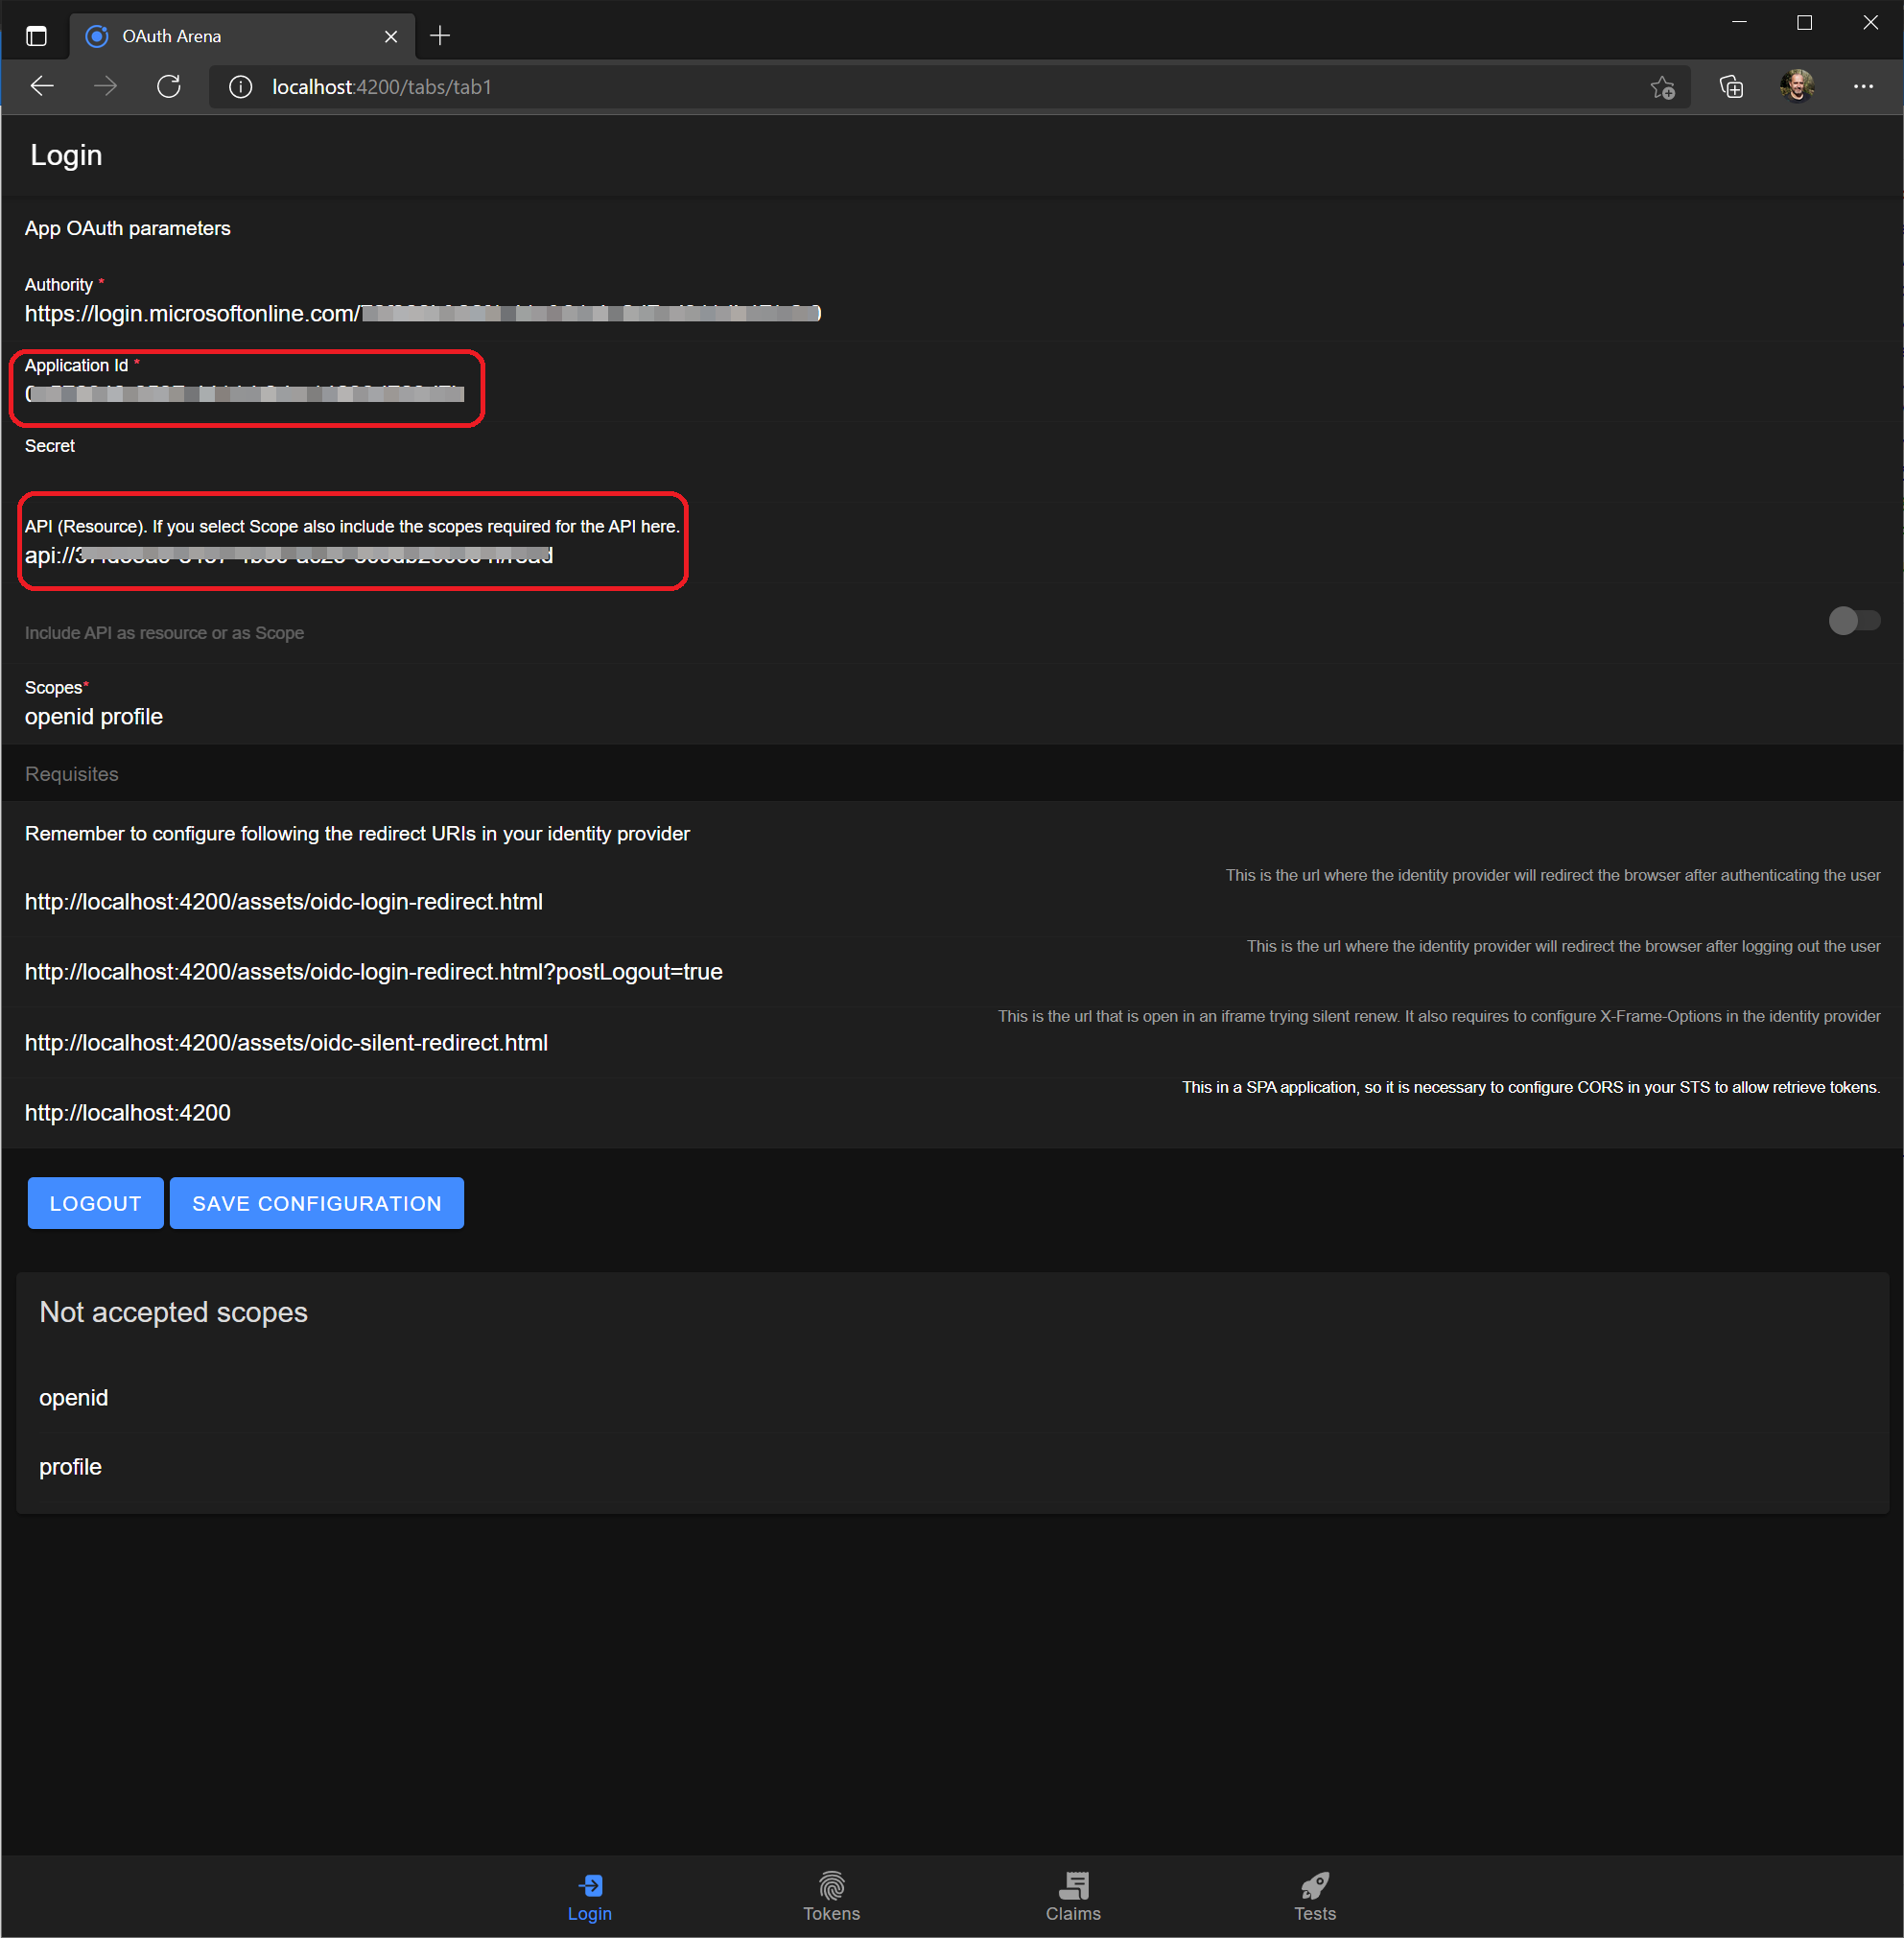 OAuth Arena
localhost:4200/tabs/tab1
Login
App OAuth parameters
Authority *
https://login.microsoftonline.com/
Application Id *
Secret
API (Resource). If you select Scope also include the scopes required for the API here.
api://
Include API as resource or as Scope
Scopes*
openid profile
Requisites
Remember to configure following the redirect URIs in your identity provider
This is the url where the identity provider will redirect the browser after authenticating the user
http://localhost:4200/assets/oidc-login-redirect.html
This is the url where the identity provider will redirect the browser after logging out the user
http://localhost:4200/assets/oidc-login-redirect.html?postLogout=true
This is the url that is open in an iframe trying silent renew. It also requires to configure X-Frame-Options in the identity provider
http://localhost:4200/assets/oidc-silent-redirect.html
This in a SPA application, so it is necessary to configure CORS in your STS to allow retrieve tokens.
http://localhost:4200
LOGOUT
SAVE CONFIGURATION
Not accepted scopes
openid
profile
Login
Tokens
Claims
Tests